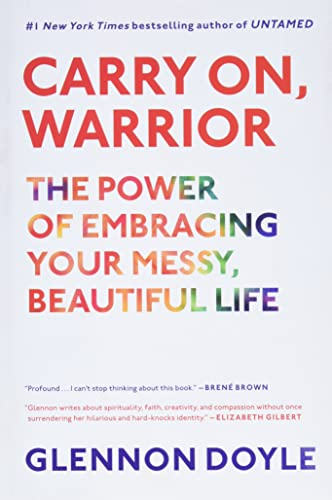 #1 New York Times bestselling author of UNTAMED
CARRY ON,
WARRIOR
THE POWER
OF EMBRACING
YOUR MESSY,
BEAUTIFUL LIFE
"Profound . . . I can't stop thinking about this book." —BRENÉ BROWN
"Glennon writes about spirituality, faith, creativity, and compassion without once
surrendering her hilarious and hard-knocks identity." —ELIZABETH GILBERT
GLENNON DOYLE